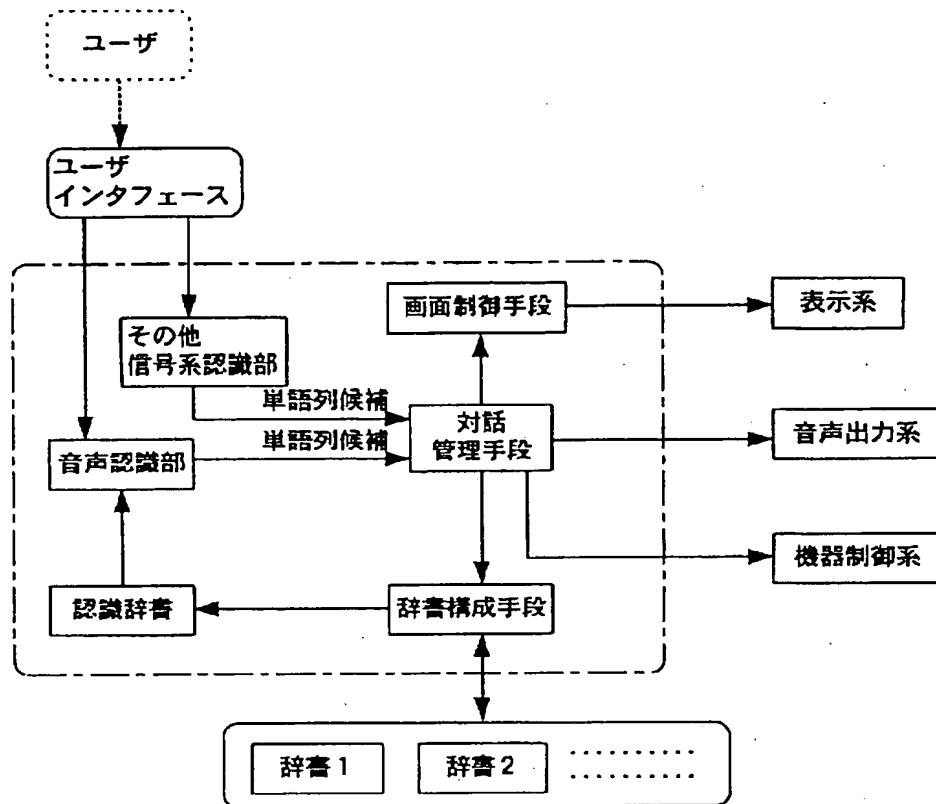 ユーザ
ユーザ
インタフェース
画面制御手段
表示系
その他
信号系認識部
単語列候補
対話
管理手段
音声出力系
単語列候補
音声認識部
機器制御系
認識辞書
辞書構成手段
辞書1
辞書2